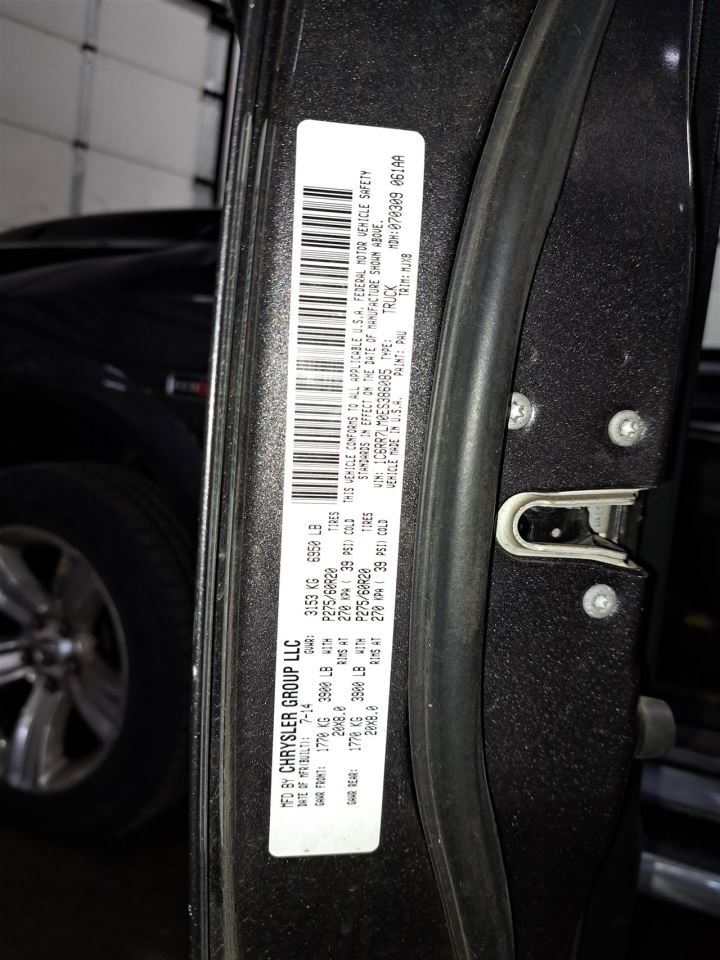 MFD BY CHRYSLER GROUP LLC
DATE OF MFR(BUILT): 7-14 GVWR: 3153 KG 6950 LB
GAWR FRONT: 1770 KG 3900 LB WITH P275/60R20 TIRES
20X8.0 RIMS AT 270 KPA ( 39 PSI) COLD
GAWR REAR: 1770 KG 3900 LB WITH P275/60R20 TIRES
20X8.0 RIMS AT 270 KPA ( 39 PSI) COLD
THIS VEHICLE CONFORMS TO ALL APPLICABLE U.S.A. FEDERAL MOTOR VEHICLE SAFETY
STANDARDS IN EFFECT ON THE DATE OF MANUFACTURE SHOWN ABOVE.
VIN: 1C6RR7LM0ES386085 TYPE: TRUCK MDH:070309 061AA
VEHICLE MADE IN U.S.A. PAINT: PAU TRIM: MJX8